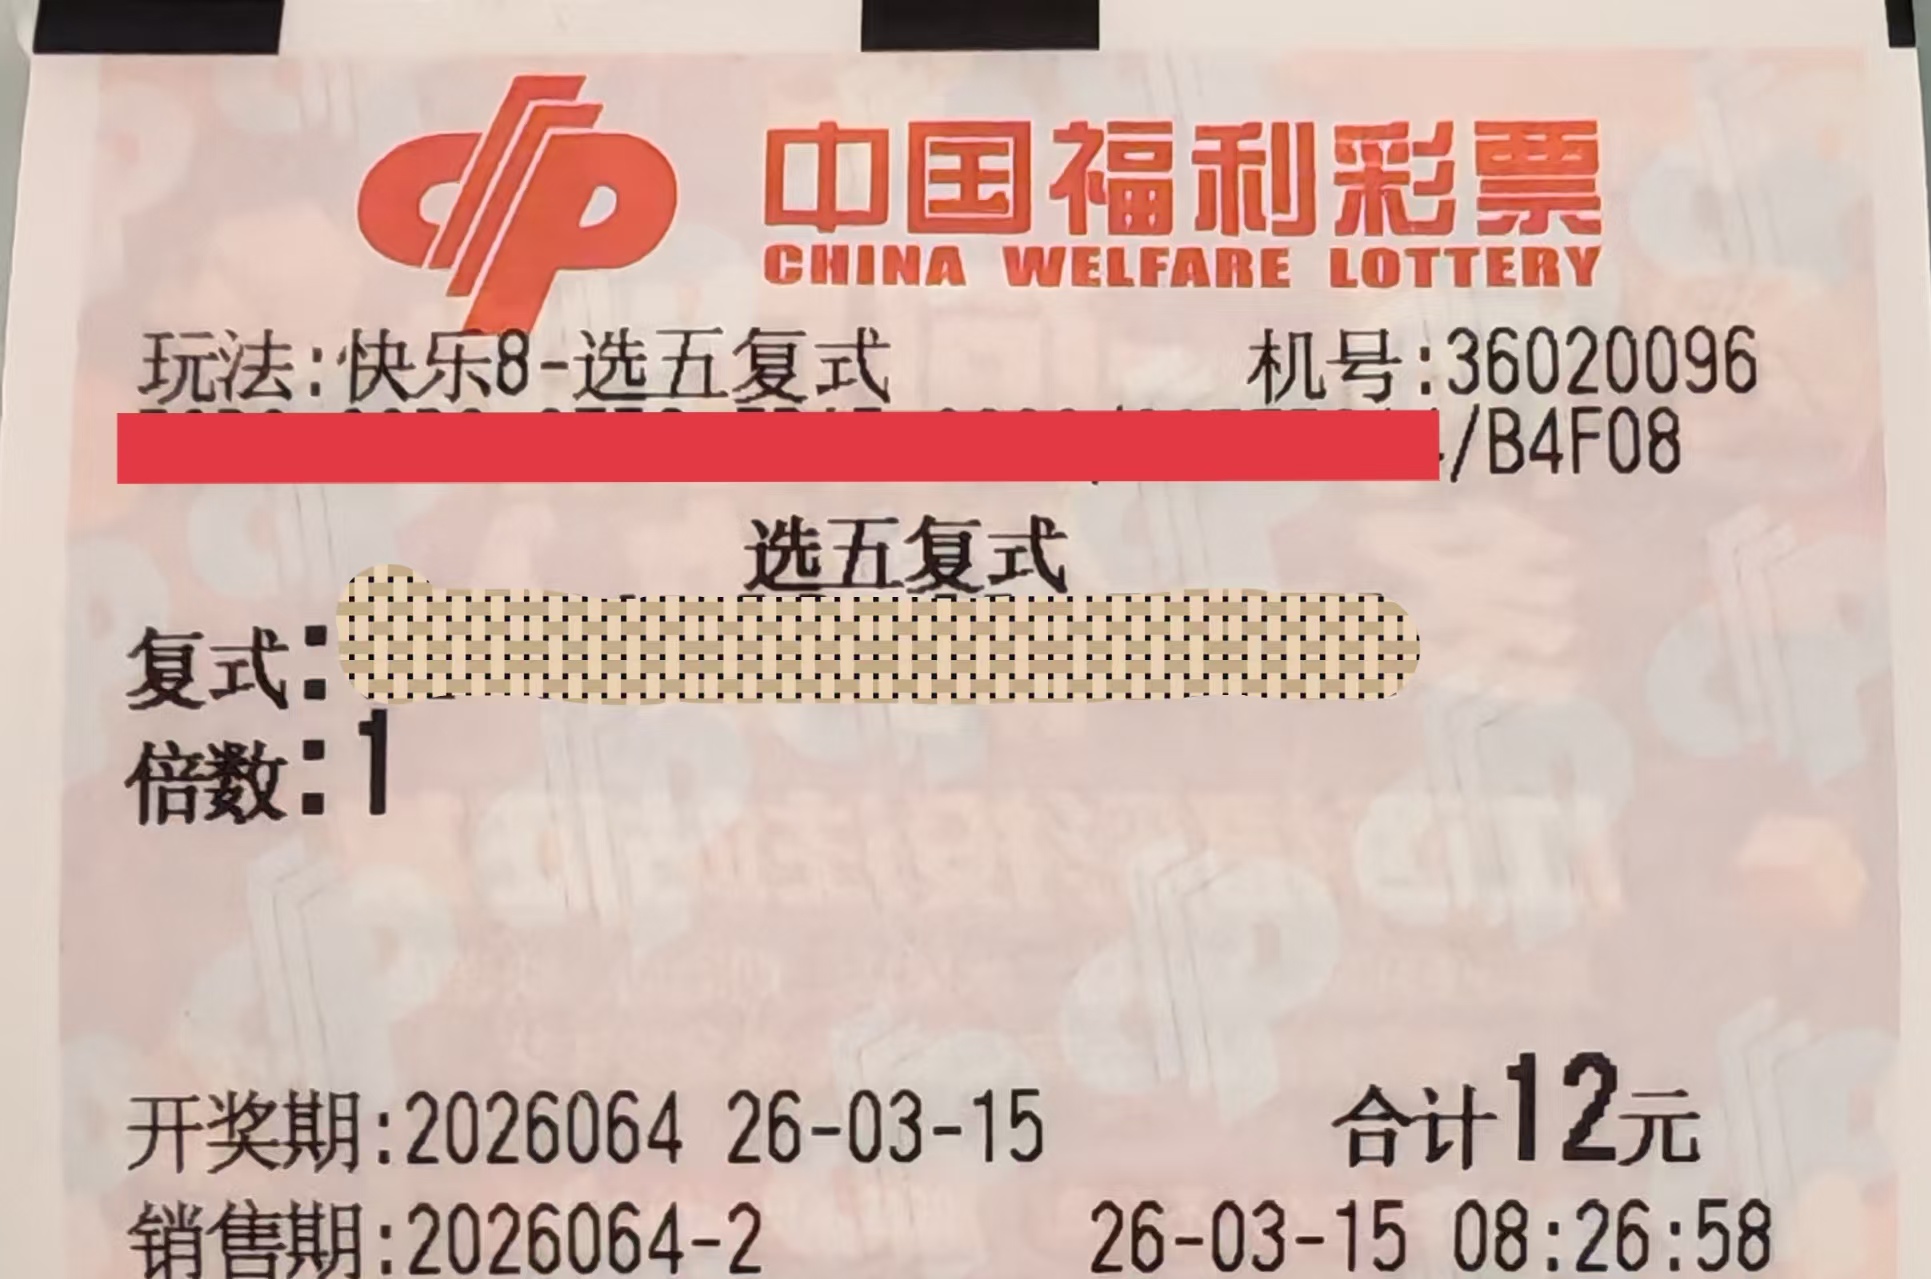 中国福利彩票
CHINA WELFARE LOTTERY
玩法:快乐8-选五复式 机号:36020096
/B4F08
选五复式
复式:
倍数:1
开奖期:2026064 26-03-15 合计12元
销售期:2026064-2 26-03-15 08:26:58